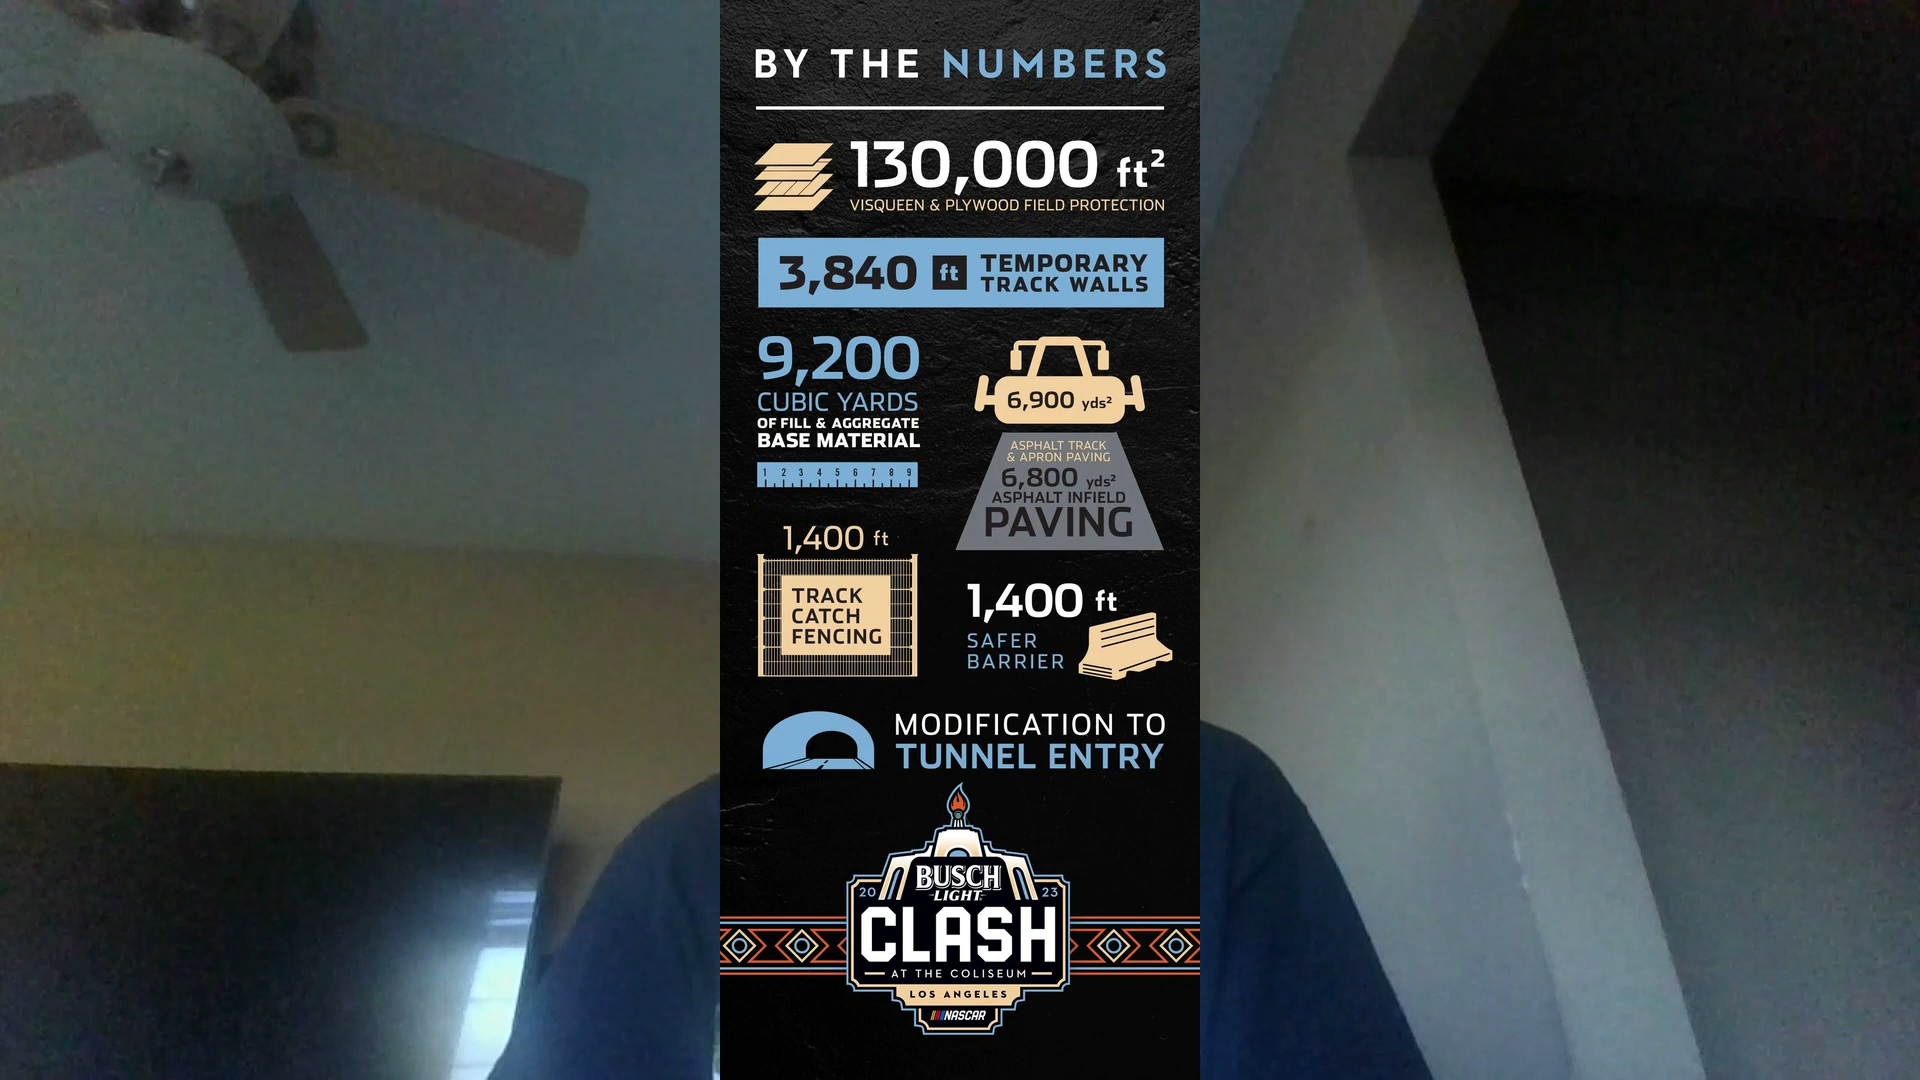 BY THE NUMBERS
130,000 ft²
VISQUEEN & PLYWOOD FIELD PROTECTION
3,840 ft TEMPORARY
TRACK WALLS
9,200
CUBIC YARDS
OF FILL & AGGREGATE
BASE MATERIAL
1 2 3 4 5 6 7 8 9
6,900 yds²
ASPHALT TRACK
& APRON PAVING
6,800 yds²
ASPHALT INFIELD
PAVING
1,400 ft
TRACK
CATCH
FENCING
1,400 ft
SAFER
BARRIER
MODIFICATION TO
TUNNEL ENTRY
BUSCH
LIGHT
20 23
CLASH
AT THE COLISEUM
LOS ANGELES
NASCAR